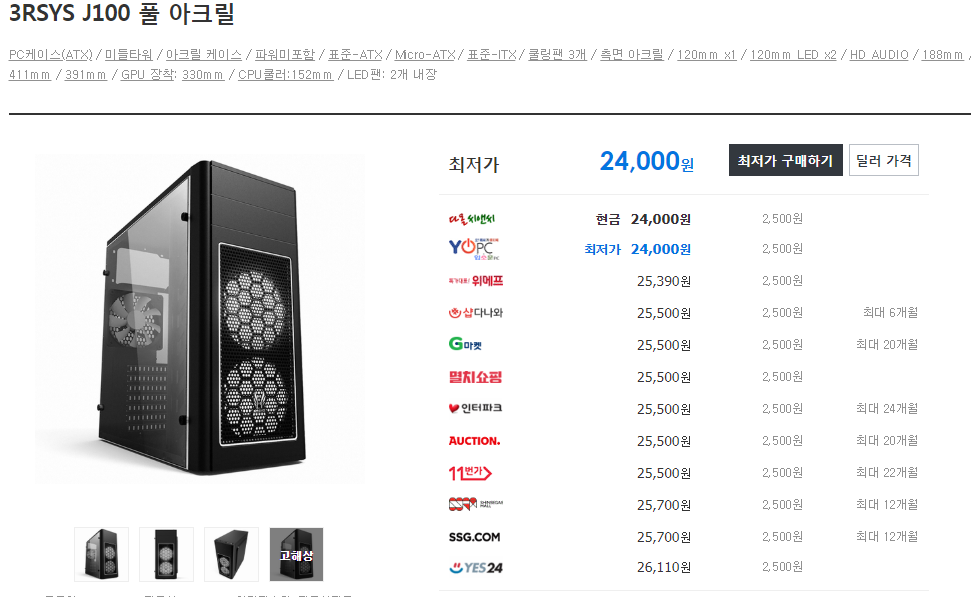 3RSYS J100 풀 아크릴
PC케이스(ATX) / 미들타워 / 아크릴 케이스 / 파워미포함 / 표준-ATX / Micro-ATX / 표준-ITX / 쿨링팬 3개 / 측면 아크릴 / 120mm x1 / 120mm LED x2 / HD AUDIO / 188mm /
411mm / 391mm / GPU 장착: 330mm / CPU쿨러:152mm / LED팬: 2개 내장
최저가 24,000원 최저가 구매하기 딜러 가격
다올씨앤씨 현금 24,000원 2,500원
YOPC 최저가 24,000원 2,500원
위메프 25,390원 2,500원
샵다나와 25,500원 2,500원 최대 6개월
G마켓 25,500원 2,500원 최대 20개월
멸치쇼핑 25,500원 2,500원
인터파크 25,500원 2,500원 최대 24개월
AUCTION. 25,500원 2,500원 최대 20개월
11번가 25,500원 2,500원 최대 22개월
SHINSEGAE MALL 25,700원 2,500원 최대 12개월
SSG.COM 25,700원 2,500원 최대 12개월
YES24 26,110원 2,500원
고해상